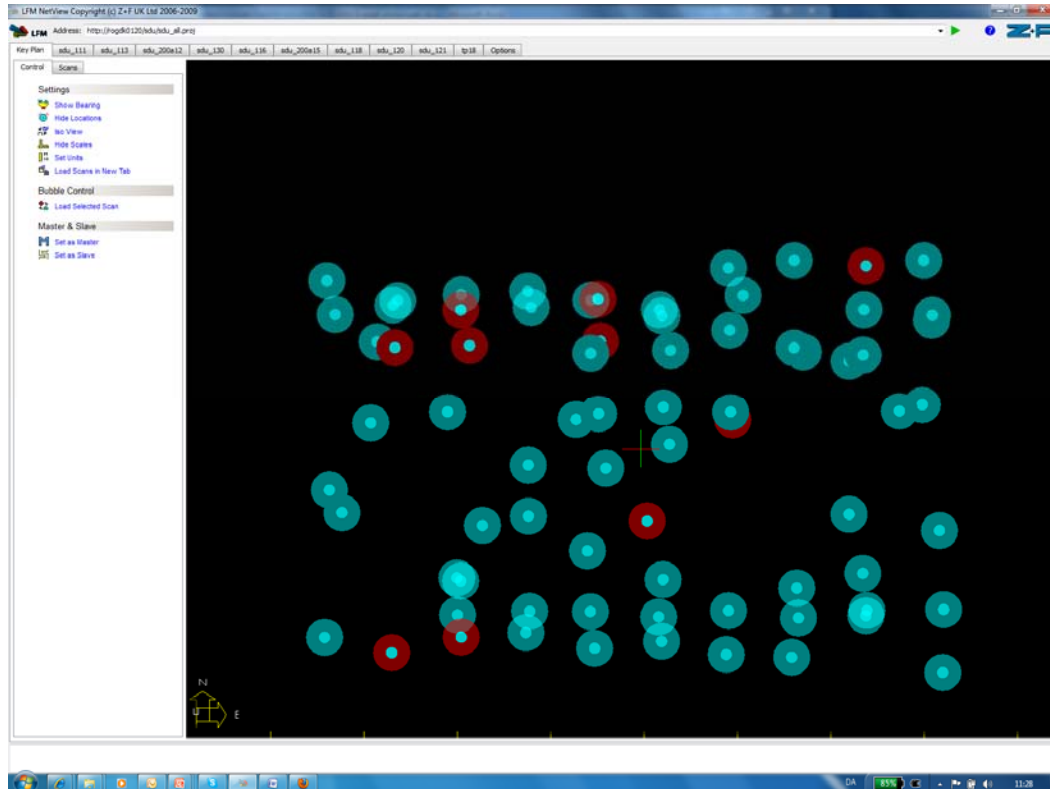 LFM NetView Copyright (c) Z+F UK Ltd 2006-2009
LFM Address: http://rogdk0120/sdu/sdu_all.proj Z+F
Key Plan sdu_111 sdu_113 sdu_200a12 sdu_130 sdu_116 sdu_200a15 sdu_118 sdu_120 sdu_121 tp18 Options
Control Scans
Settings
Show Bearing
Hide Locations
Iso View
Hide Scales
Set Units
Load Scans in New Tab
Bubble Control
Load Selected Scan
Master & Slave
Set as Master
Set as Slave
N
E
DA 85% 11:28